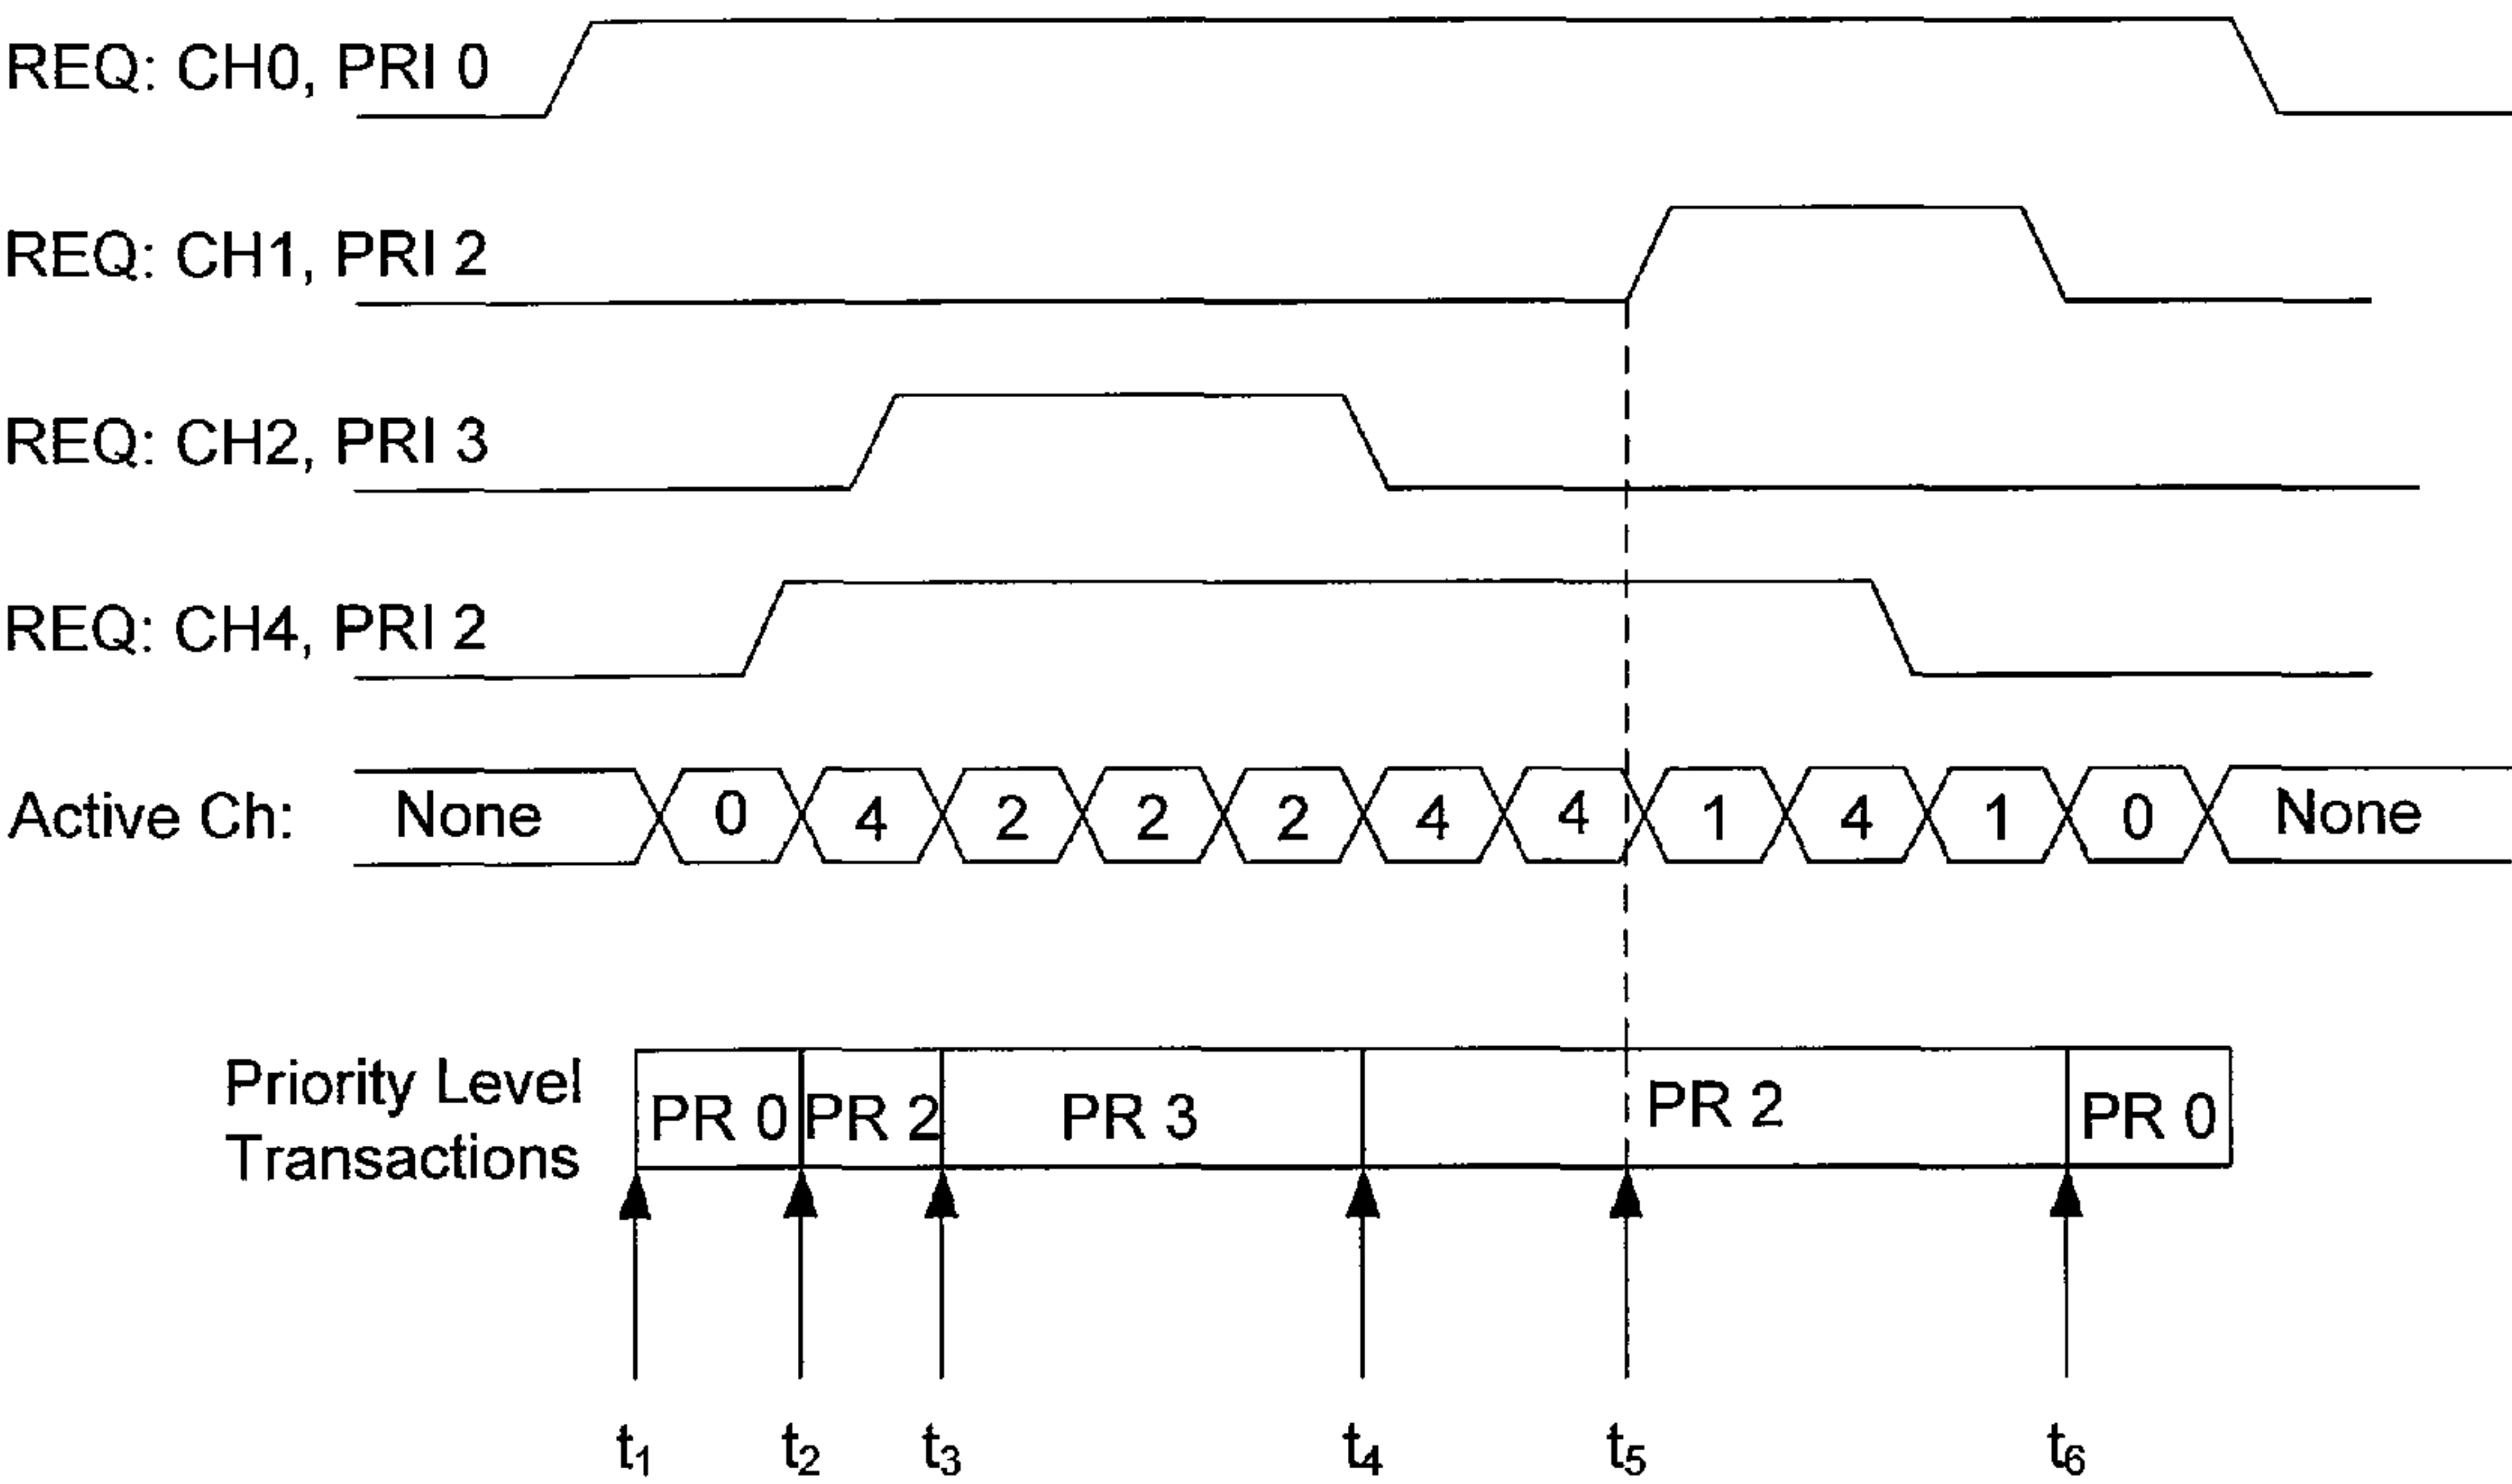 REQ: CH0, PRI 0
REQ: CH1, PRI 2
REQ: CH2, PRI 3
REQ: CH4, PRI 2
Active Ch: None 0 4 2 2 2 4 4 1 4 1 0 None
Priority Level
Transactions
PR 0 PR 2 PR 3 PR 2 PR 0
t1 t2 t3 t4 t5 t6